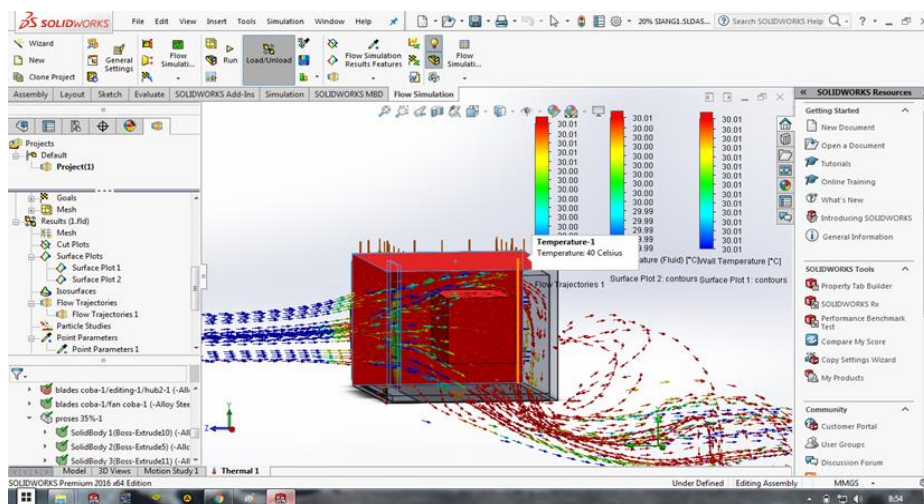 SOLIDWORKS File Edit View Insert Tools Simulation Window Help 20% SIANG1.SLDAS... Search SOLIDWORKS Help
Wizard
New
Clone Project
General Settings
Flow Simulati...
Run
Load/Unload
Flow Simulation Results Features
Flow Simulati...
Assembly Layout Sketch Evaluate SOLIDWORKS Add-Ins Simulation SOLIDWORKS MBD Flow Simulation
Projects
Default
Project(1)
Goals
Mesh
Results (1.fld)
Mesh
Cut Plots
Surface Plots
Surface Plot 1
Surface Plot 2
Isosurfaces
Flow Trajectories
Flow Trajectories 1
Particle Studies
Point Parameters
Point Parameters 1
blades coba-1/editing-1/hub2-1 (-All
blades coba-1/fan coba-1 (-Alloy Stee
proses 35%-1
SolidBody 1(Boss-Extrude10) (-Al
SolidBody 2(Boss-Extrude5) (-All
SolidBody 3(Boss-Extrude11) (-Al
30.01 30.01 30.01
30.01 30.01 30.01
30.00 30.00 30.01
30.00 30.00 30.01
30.00 30.00 30.01
30.00 30.00 30.01
30.00 30.00 30.01
30.00 29.99 30.01
29.99 30.01
29.99 30.01
Temperature-1
Temperature: 40 Celsius
ature (Fluid) [°C]
Wall Temperature [°C]
Flow Trajectories 1
Surface Plot 2: contours
Surface Plot 1: contours
SOLIDWORKS Resources
Getting Started
New Document
Open a Document
Tutorials
Online Training
What's New
Introducing SOLIDWORKS
General Information
SOLIDWORKS Tools
Property Tab Builder
SOLIDWORKS Rx
Performance Benchmark Test
Compare My Score
Copy Settings Wizard
My Products
Community
Customer Portal
User Groups
Discussion Forum
Model 3D Views Motion Study 1 Thermal 1
SOLIDWORKS Premium 2016 x64 Edition
Under Defined Editing Assembly MMGS
8:54